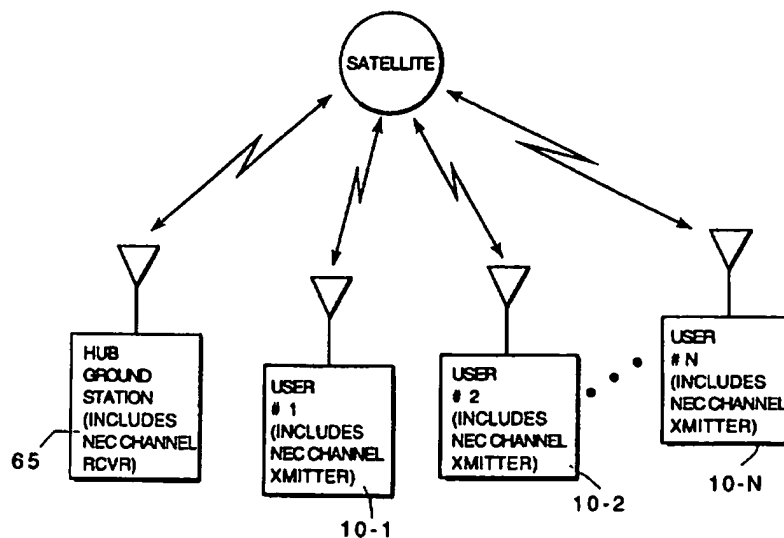 SATELLITE
HUB
GROUND
STATION
(INCLUDES
NEC CHANNEL
RCVR)
65
USER
# 1
(INCLUDES
NEC CHANNEL
XMITTER)
10-1
USER
# 2
(INCLUDES
NEC CHANNEL
XMITTER)
10-2
USER
# N
(INCLUDES
NEC CHANNEL
XMITTER)
10-N